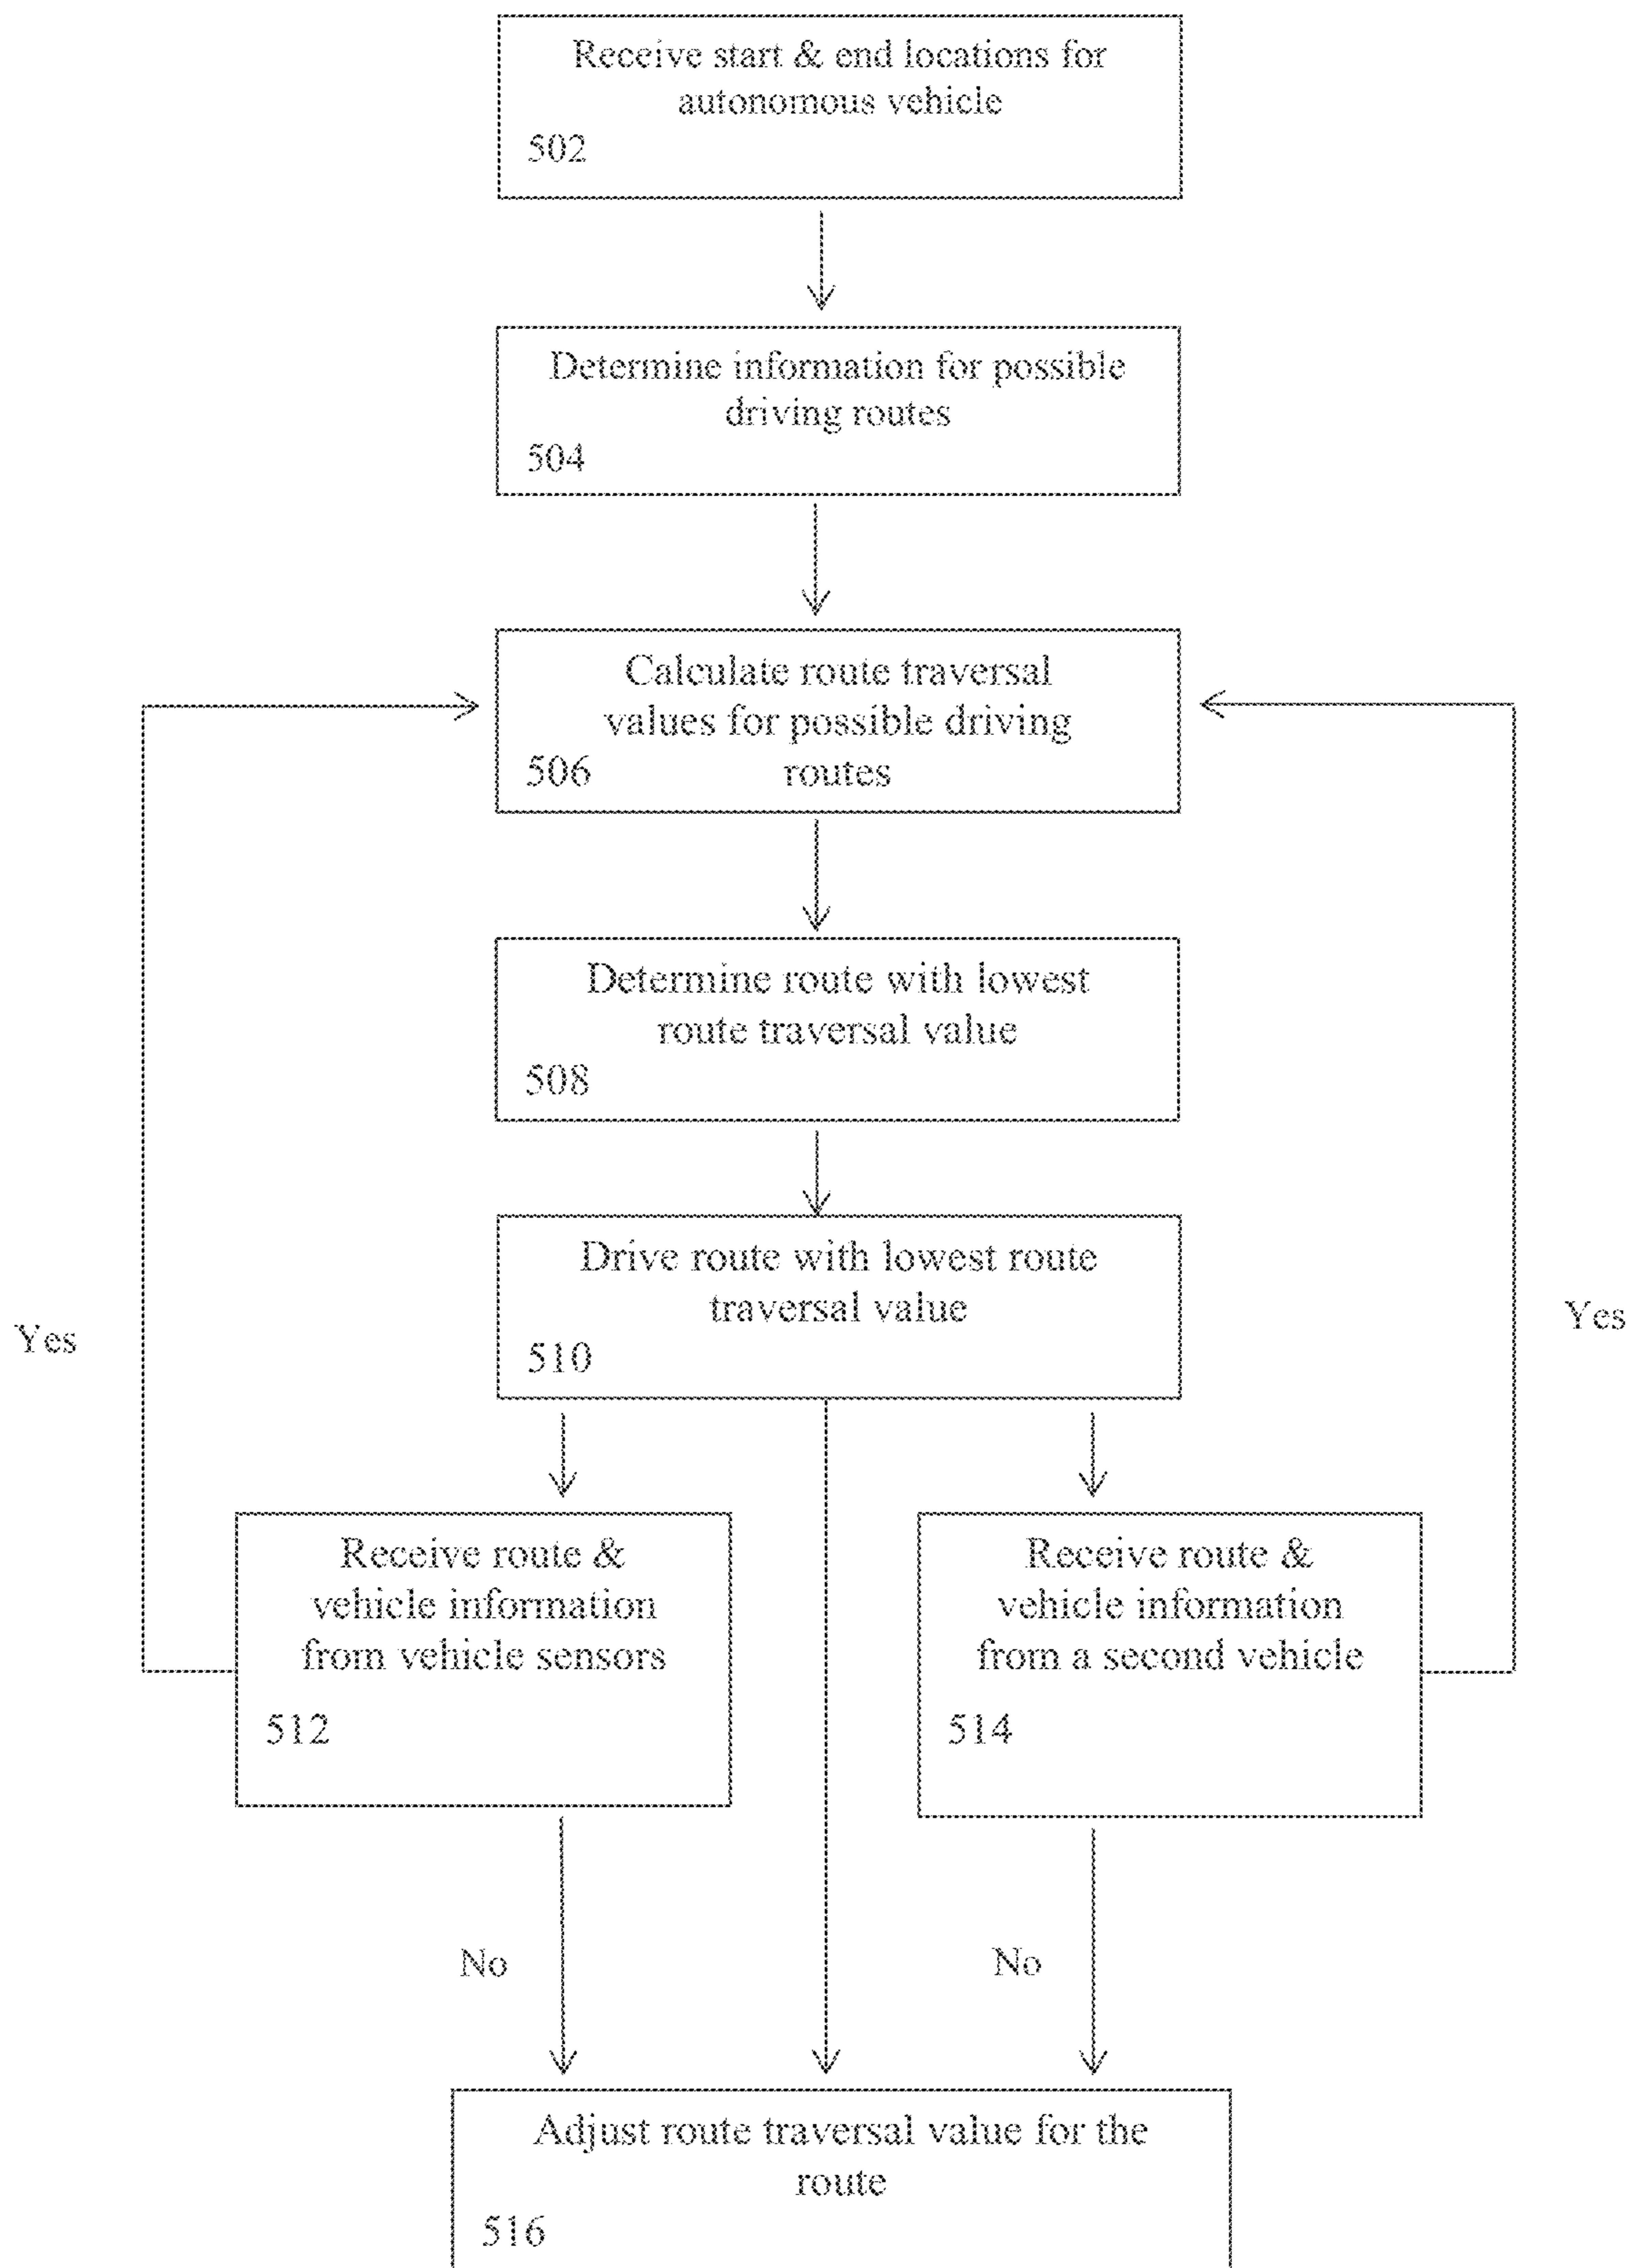 Receive start & end locations for
autonomous vehicle
502
Determine information for possible
driving routes
504
Calculate route traversal
values for possible driving
506 routes
Determine route with lowest
route traversal value
508
Drive route with lowest route
traversal value
510
Yes
Yes
Receive route &
vehicle information
from vehicle sensors
512
Receive route &
vehicle information
from a second vehicle
514
No
No
Adjust route traversal value for the
route
516